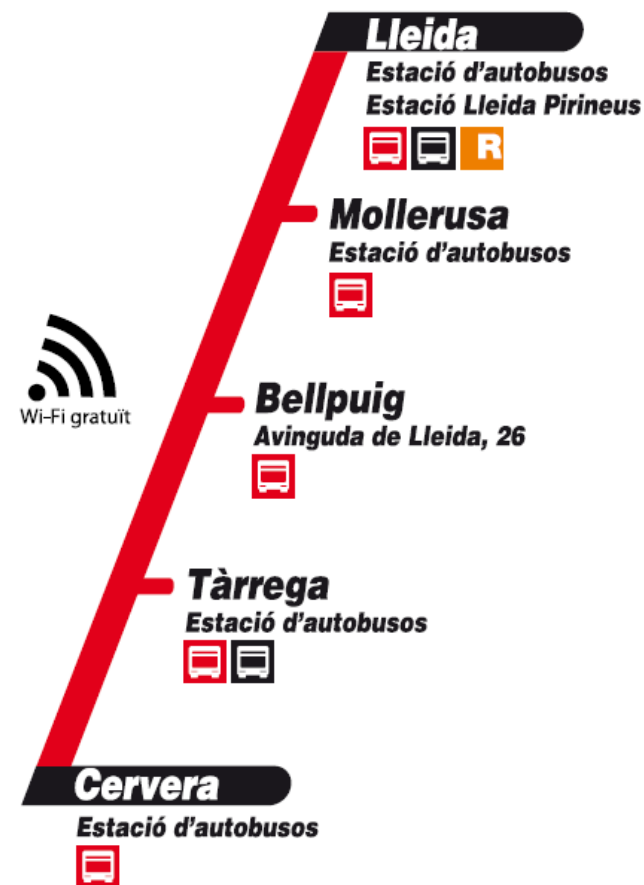 Lleida
Estació d'autobusos
Estació Lleida Pirineus
R
Mollerusa
Estació d'autobusos
Wi-Fi gratuït
Bellpuig
Avinguda de Lleida, 26
Tàrrega
Estació d'autobusos
Cervera
Estació d'autobusos